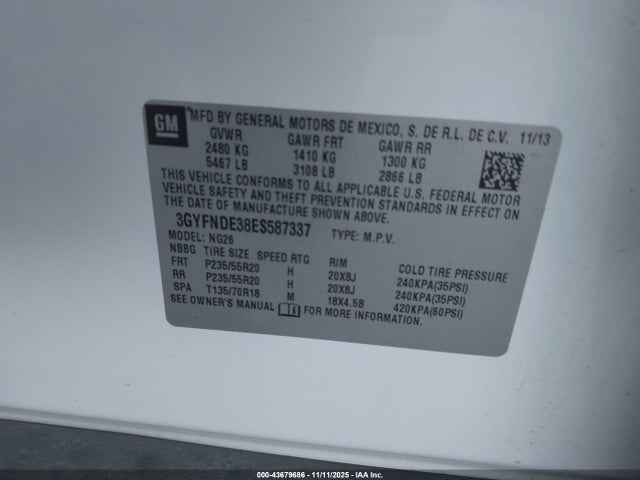 GM
MFD BY GENERAL MOTORS DE MEXICO, S. DE R.L. DE C.V. 11/13
GVWR GAWR FRT GAWR RR
2480 KG 1410 KG 1300 KG
5467 LB 3108 LB 2866 LB
THIS VEHICLE CONFORMS TO ALL APPLICABLE U.S. FEDERAL MOTOR
VEHICLE SAFETY AND THEFT PREVENTION STANDARDS IN EFFECT ON
THE DATE OF MANUFACTURE SHOWN ABOVE.
3GYFNDE38ES587337 TYPE: M.P.V.
MODEL: NG26
NBBG TIRE SIZE SPEED RTG RIM COLD TIRE PRESSURE
FRT P235/55R20 H 20X8J 240KPA(35PSI)
RR P235/55R20 H 20X8J 240KPA(35PSI)
SPA T135/70R18 M 18X4.5B 420KPA(60PSI)
SEE OWNER'S MANUAL FOR MORE INFORMATION.
000-43679686 - 11/11/2025 - IAA Inc.